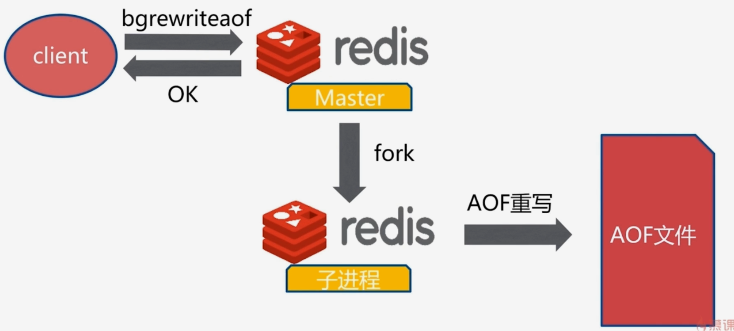 bgrewriteaof
client
redis
OK
Master
fork
redis
AOF重写
AOF文件
子进程